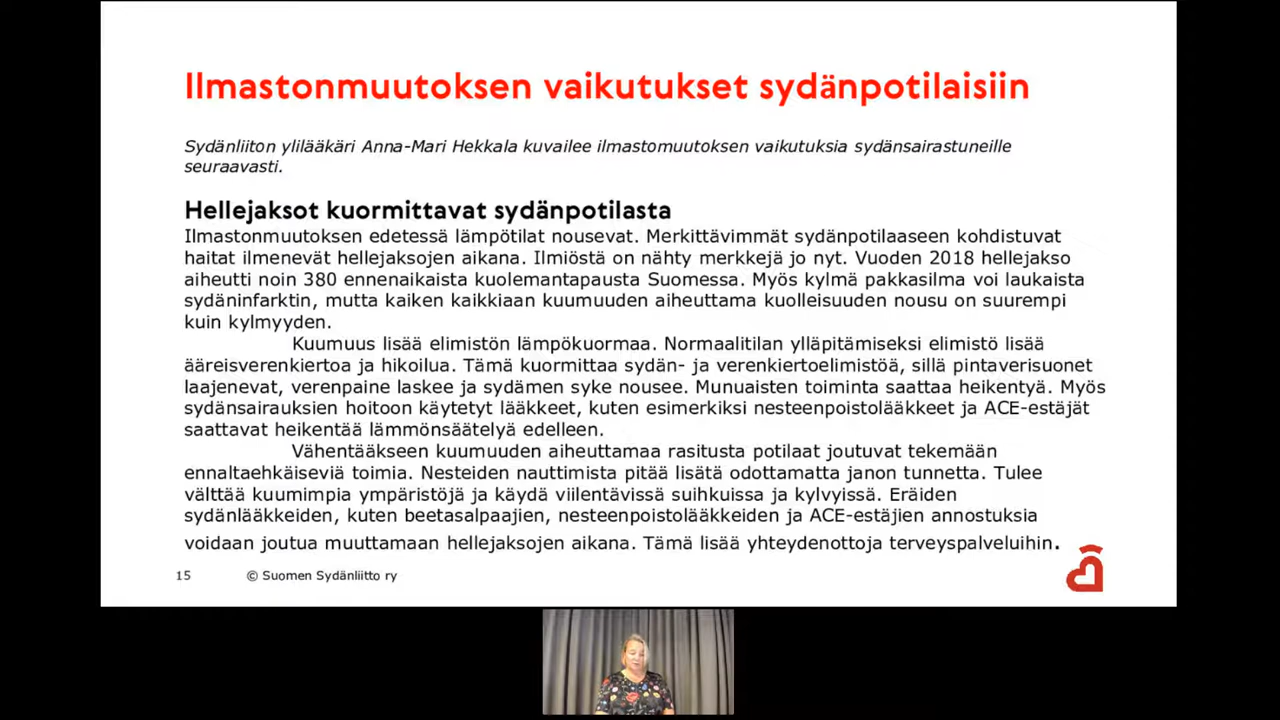 Ilmastonmuutoksen vaikutukset sydänpotilaisiin
Sydänliiton ylilääkäri Anna-Mari Hekkala kuvailee ilmastomuutoksen vaikutuksia sydänsairastuneille
seuraavasti.
Hellejaksot kuormittavat sydänpotilasta
Ilmastonmuutoksen edetessä lämpötilat nousevat. Merkittävimmät sydänpotilaaseen kohdistuvat
haitat ilmenevät hellejaksojen aikana. Ilmiöstä on nähty merkkejä jo nyt. Vuoden 2018 hellejakso
aiheutti noin 380 ennenaikaista kuolemantapausta Suomessa. Myös kylmä pakkasilma voi laukaista
sydäninfarktin, mutta kaiken kaikkiaan kuumuuden aiheuttama kuolleisuuden nousu on suurempi
kuin kylmyyden.
Kuumuus lisää elimistön lämpökuormaa. Normaalitilan ylläpitämiseksi elimistö lisää
ääreisverenkiertoa ja hikoilua. Tämä kuormittaa sydän- ja verenkiertoelimistöä, sillä pintaverisuonet
laajenevat, verenpaine laskee ja sydämen syke nousee. Munuaisten toiminta saattaa heikentyä. Myös
sydänsairauksien hoitoon käytetyt lääkkeet, kuten esimerkiksi nesteenpoistolääkkeet ja ACE-estäjät
saattavat heikentää lämmönsäätelyä edelleen.
Vähentääkseen kuumuuden aiheuttamaa rasitusta potilaat joutuvat tekemään
ennaltaehkäiseviä toimia. Nesteiden nauttimista pitää lisätä odottamatta janon tunnetta. Tulee
välttää kuumimpia ympäristöjä ja käydä viilentävissä suihkuissa ja kylvyissä. Eräiden
sydänlääkkeiden, kuten beetasalpaajien, nesteenpoistolääkkeiden ja ACE-estäjien annostuksia
voidaan joutua muuttamaan hellejaksojen aikana. Tämä lisää yhteydenottoja terveyspalveluihin.
15 © Suomen Sydänliitto ry